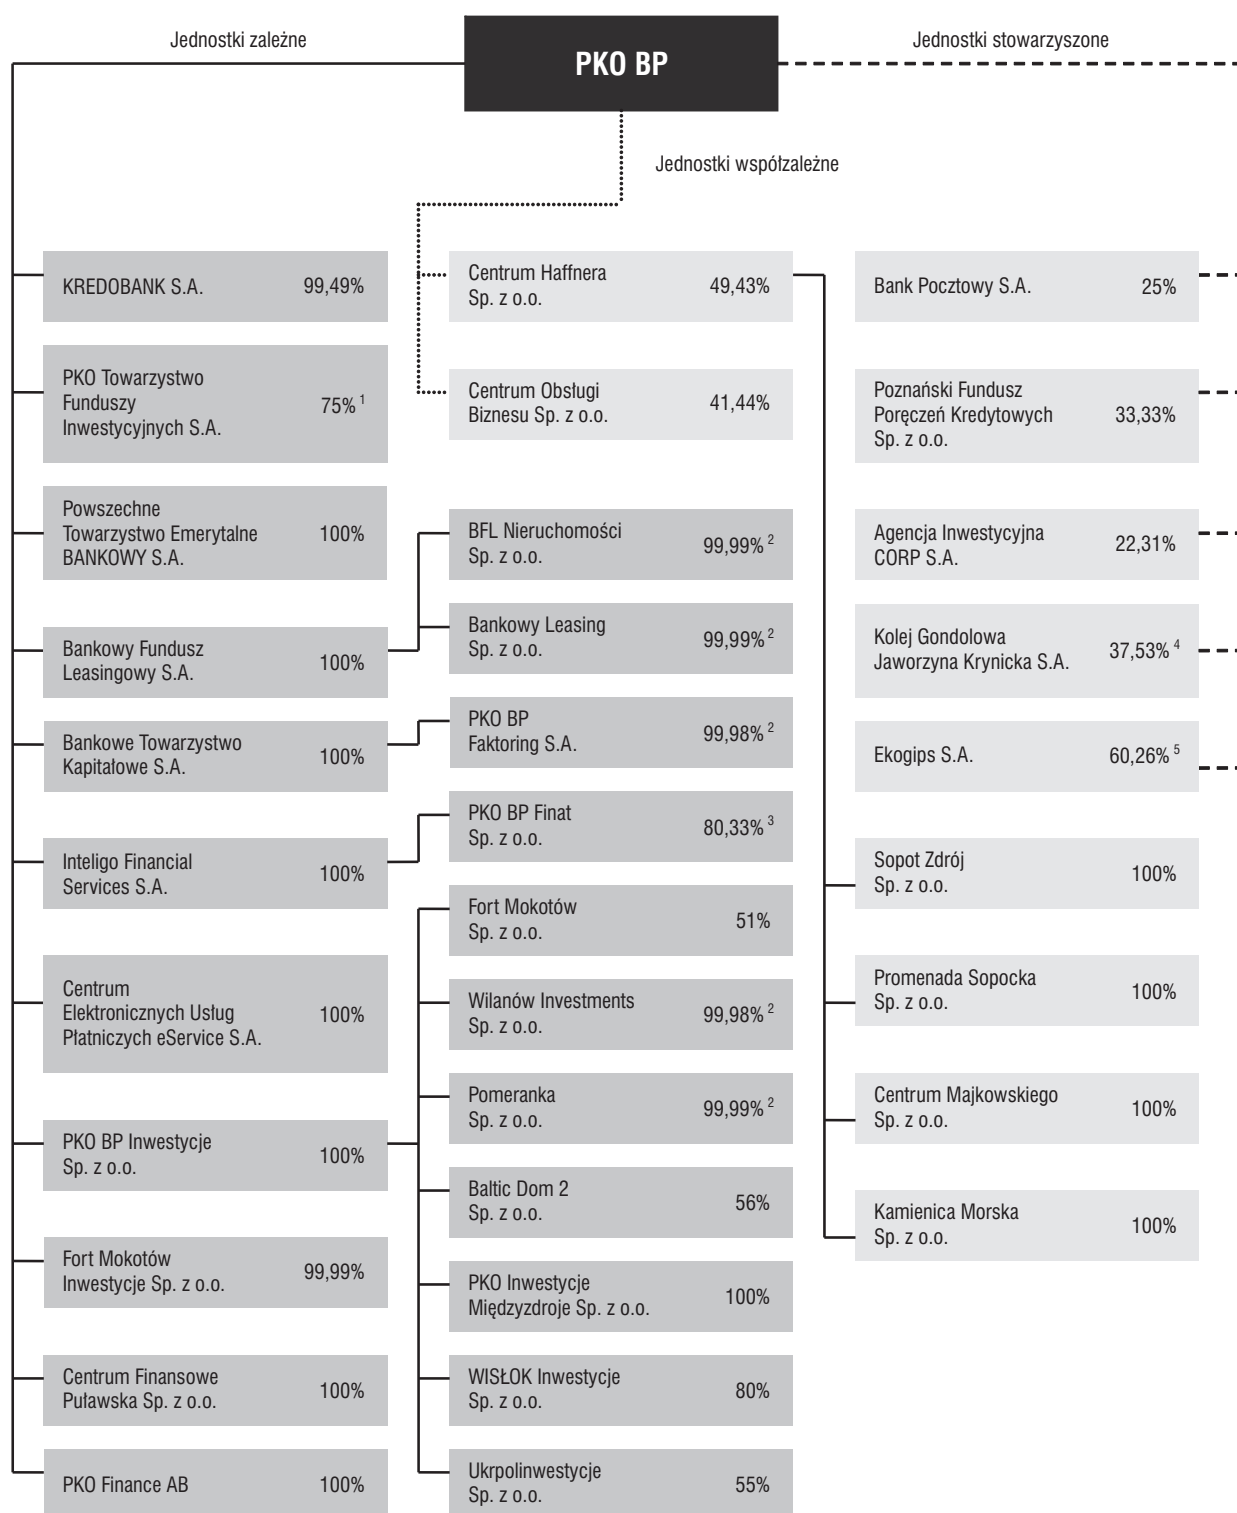 Jednostki zależne
PKO BP
Jednostki stowarzyszone
Jednostki współzależne
KREDOBANK S.A.
99,49%
PKO Towarzystwo
Funduszy
Inwestycyjnych S.A.
75% 1
Powszechne
Towarzystwo Emerytalne
BANKOWY S.A.
100%
Bankowy Fundusz
Leasingowy S.A.
100%
Bankowe Towarzystwo
Kapitałowe S.A.
100%
Inteligo Financial
Services S.A.
100%
Centrum
Elektronicznych Usług
Płatniczych eService S.A.
100%
PKO BP Inwestycje
Sp. z o.o.
100%
Fort Mokotów
Inwestycje Sp. z o.o.
99,99%
Centrum Finansowe
Puławska Sp. z o.o.
100%
PKO Finance AB
100%
Centrum Haffnera
Sp. z o.o.
49,43%
Centrum Obsługi
Biznesu Sp. z o.o.
41,44%
BFL Nieruchomości
Sp. z o.o.
99,99% 2
Bankowy Leasing
Sp. z o.o.
99,99% 2
PKO BP
Faktoring S.A.
99,98% 2
PKO BP Finat
Sp. z o.o.
80,33% 3
Fort Mokotów
Sp. z o.o.
51%
Wilanów Investments
Sp. z o.o.
99,98% 2
Pomeranka
Sp. z o.o.
99,99% 2
Baltic Dom 2
Sp. z o.o.
56%
PKO Inwestycje
Międzyzdroje Sp. z o.o.
100%
WISŁOK Inwestycje
Sp. z o.o.
80%
Ukrpolinwestycje
Sp. z o.o.
55%
Bank Pocztowy S.A.
25%
Poznański Fundusz
Poręczeń Kredytowych
Sp. z o.o.
33,33%
Agencja Inwestycyjna
CORP S.A.
22,31%
Kolej Gondolowa
Jaworzyna Krynicka S.A.
37,53% 4
Ekogips S.A.
60,26% 5
Sopot Zdrój
Sp. z o.o.
100%
Promenada Sopocka
Sp. z o.o.
100%
Centrum Majkowskiego
Sp. z o.o.
100%
Kamienica Morska
Sp. z o.o.
100%